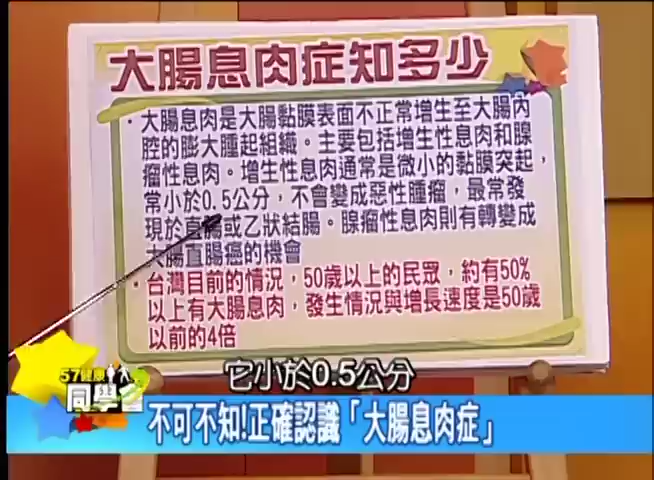 大腸息肉症知多少
· 大腸息肉是大腸黏膜表面不正常增生至大腸內
腔的膨大腫起組織。主要包括增生性息肉和腺
瘤性息肉。增生性息肉通常是微小的黏膜突起，
常小於0.5公分，不會變成惡性腫瘤，最常發
現於直腸或乙狀結腸。腺瘤性息肉則有轉變成
大腸直腸癌的機會
· 台灣目前的情況，50歲以上的民眾，約有50%
以上有大腸息肉，發生情況與增長速度是50歲
以前的4倍
它小於0.5公分
57健康
同學會
不可不知!正確認識「大腸息肉症」